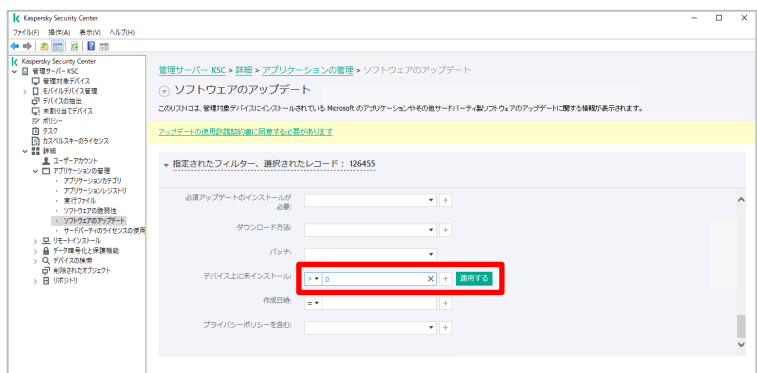 Kaspersky Security Center
ファイル(F) 操作(A) 表示(V) ヘルプ(H)
Kaspersky Security Center
管理サーバー KSC
管理対象デバイス
モバイルデバイス管理
デバイスの抽出
未割り当てデバイス
ポリシー
タスク
カスペルスキーのライセンス
詳細
ユーザーアカウント
アプリケーションの管理
アプリケーションカテゴリ
アプリケーションレジストリ
実行ファイル
ソフトウェアの脆弱性
ソフトウェアのアップデート
サードパーティのライセンスの使用
リモートインストール
データ暗号化と保護機能
デバイスの検索
削除されたオブジェクト
リポジトリ
管理サーバー KSC > 詳細 > アプリケーションの管理 > ソフトウェアのアップデート
ソフトウェアのアップデート
このリストは、管理対象デバイスにインストールされている Microsoft のアプリケーションやその他サードパーティ製ソフトウェアのアップデートに関する情報が表示されます。
アップデートの使用許諾契約書に同意する必要があります
指定されたフィルター、選択されたレコード： 126455
必須アップデートのインストールが
必要:
ダウンロード方法:
パッチ:
デバイス上に未インストール: > 0 × + 適用する
作成日時: = +
プライバシーポリシーを含む: +